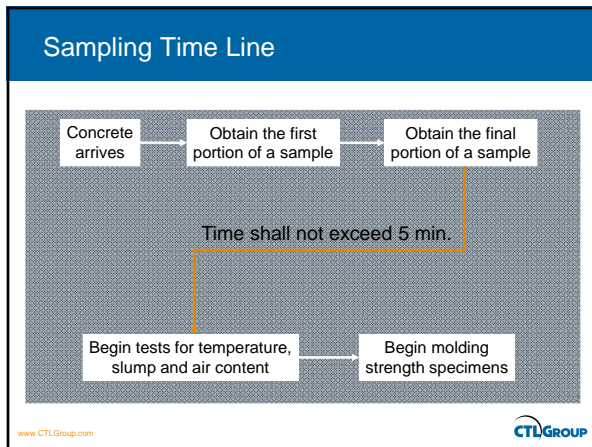 Sampling Time Line
Concrete
arrives
Obtain the first
portion of a sample
Obtain the final
portion of a sample
Time shall not exceed 5 min.
Begin tests for temperature,
slump and air content
Begin molding
strength specimens
www.CTLGroup.com
CTLGROUP